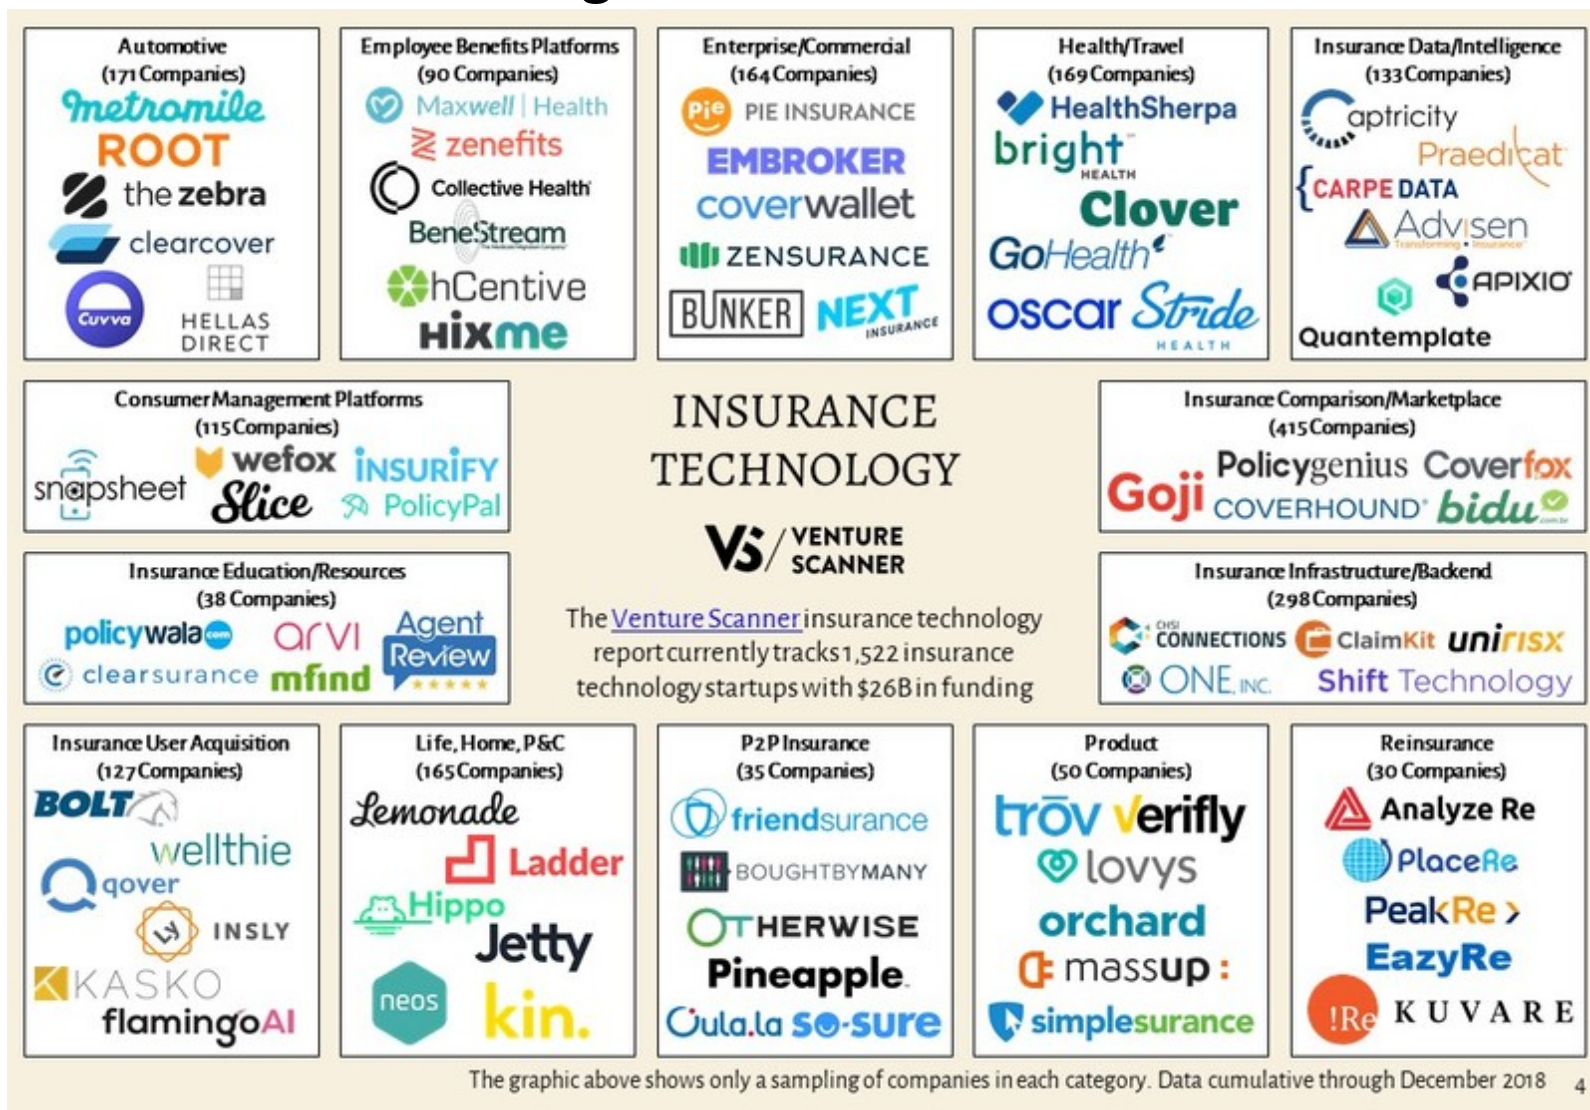 Automotive
(171 Companies)
metromile
ROOT
the zebra
clearcover
Cuvva
HELLAS
DIRECT
Employee Benefits Platforms
(90 Companies)
Maxwell | Health
zenefits
Collective Health
BeneStream
hCentive
Hixme
Enterprise/Commercial
(164 Companies)
Pie PIE INSURANCE
EMBROKER
coverwallet
ZENSURANCE
BUNKER
NEXT
INSURANCE
Health/Travel
(169 Companies)
HealthSherpa
bright
HEALTH
Clover
GoHealth
oscar
Stride
HEALTH
Insurance Data/Intelligence
(133 Companies)
Captricity
Praedicat
{CARPE DATA
Advisen
Transforming • Insurance
APIXIO
Quantemplate
Consumer Management Platforms
(115 Companies)
snapsheet
wefox
INSURIFY
Slice
PolicyPal
INSURANCE
TECHNOLOGY
VS/ VENTURE
SCANNER
The Venture Scanner insurance technology
report currently tracks 1,522 insurance
technology startups with $26B in funding
Insurance Comparison/Marketplace
(415 Companies)
Goji
Policygenius
Coverfox
COVERHOUND
bidu
.com.br
Insurance Education/Resources
(38 Companies)
policywala.com
arvi
Agent
Review
clearsurance
mfind
Insurance Infrastructure/Backend
(298 Companies)
CHSI
CONNECTIONS
ClaimKit
unirisx
ONE, INC.
Shift Technology
Insurance User Acquisition
(127 Companies)
BOLT
wellthie
qover
Ly INSLY
KASKO
flamingoAI
Life, Home, P&C
(165 Companies)
Lemonade
Ladder
Hippo
Jetty
neos
kin.
P2P Insurance
(35 Companies)
friendsurance
BOUGHTBYMANY
OTHERWISE
Pineapple
Oula.la
so-sure
Product
(50 Companies)
trōv
Verifly
lovys
orchard
massup:
simplesurance
Reinsurance
(30 Companies)
Analyze Re
PlaceRe
PeakRe
EazyRe
!Re
KUVARE
The graphic above shows only a sampling of companies in each category. Data cumulative through December 2018
4